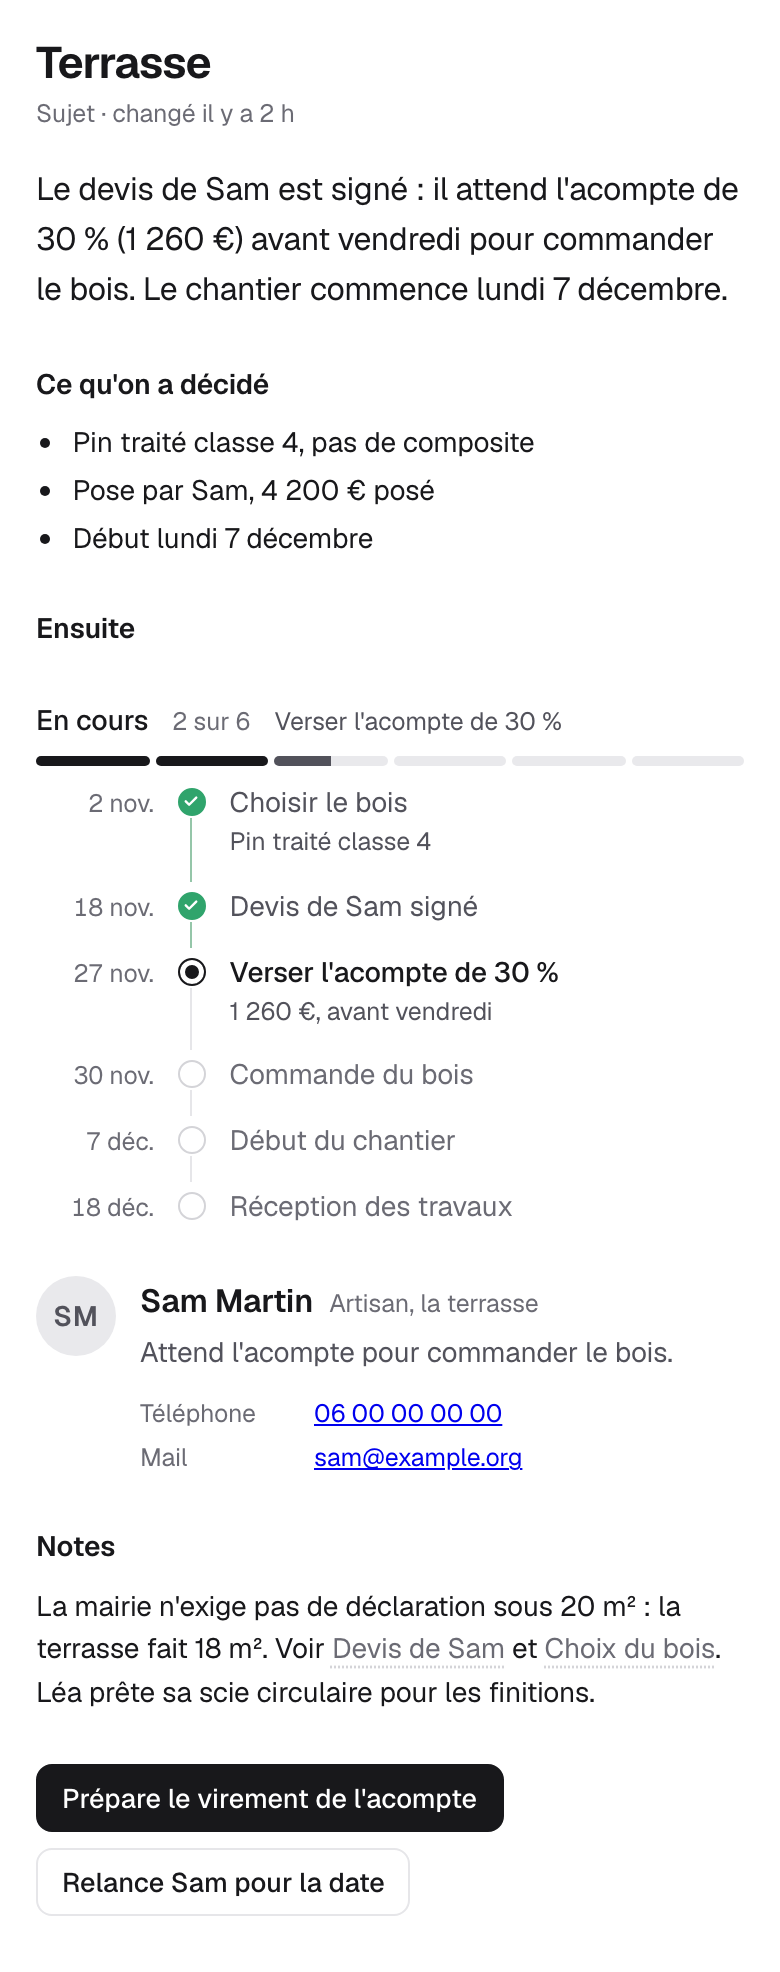 Terrasse
Sujet · changé il y a 2 h
Le devis de Sam est signé : il attend l'acompte de
30 % (1 260 €) avant vendredi pour commander
le bois. Le chantier commence lundi 7 décembre.
Ce qu'on a décidé
Pin traité classe 4, pas de composite
Pose par Sam, 4 200 € posé
Début lundi 7 décembre
Ensuite
En cours 2 sur 6 Verser l'acompte de 30 %
2 nov. Choisir le bois
Pin traité classe 4
18 nov. Devis de Sam signé
27 nov. Verser l'acompte de 30 %
1 260 €, avant vendredi
30 nov. Commande du bois
7 déc. Début du chantier
18 déc. Réception des travaux
SM Sam Martin Artisan, la terrasse
Attend l'acompte pour commander le bois.
Téléphone 06 00 00 00 00
Mail sam@example.org
Notes
La mairie n'exige pas de déclaration sous 20 m² : la
terrasse fait 18 m². Voir Devis de Sam et Choix du bois.
Léa prête sa scie circulaire pour les finitions.
Prépare le virement de l'acompte
Relance Sam pour la date